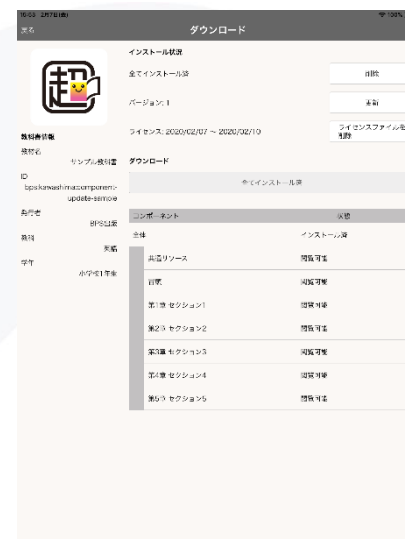 10:53 2月7日(金)
100%
戻る
ダウンロード
超
教科書情報
教材名
サンプル教科書
ID
bps.kawashima.component-
update-sample
発行者
BPS出版
教科
英語
学年
小学校1年生
インストール状況
全てインストール済
削除
バージョン: 1
更新
ライセンス: 2020/02/07 〜 2020/02/10
ライセンスファイルを
削除
ダウンロード
全てインストール済
コンポーネント
状態
全体
インストール済
共通リソース
閲覧可能
閲覧可能
第1章 セクション1
閲覧可能
第2章 セクション2
閲覧可能
第3章 セクション3
閲覧可能
第4章 セクション4
閲覧可能
第5章 セクション5
閲覧可能